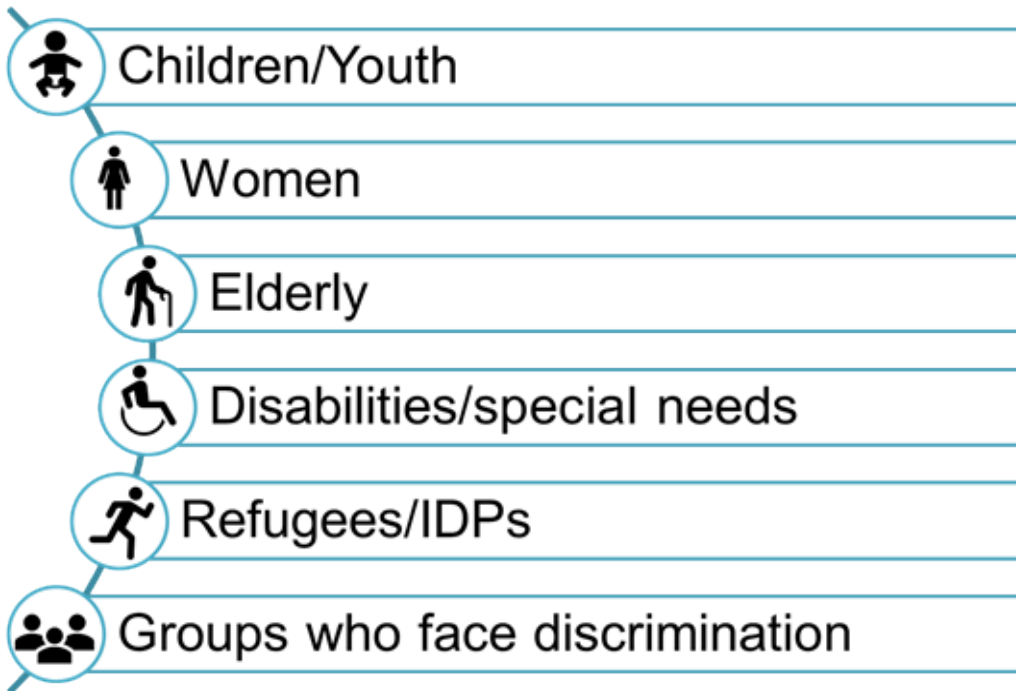 Children/Youth
Women
Elderly
Disabilities/special needs
Refugees/IDPs
Groups who face discrimination